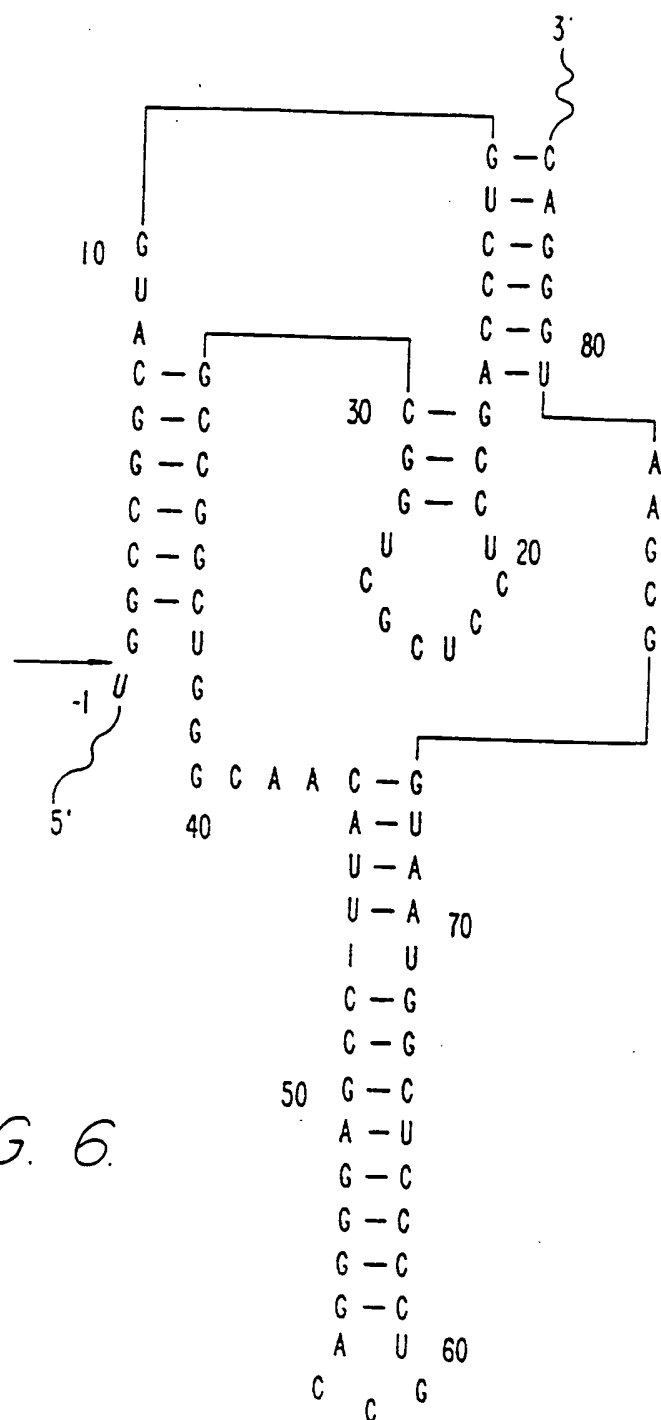 3'
G – C
U – A
10 G C – G
U C – G
A C – G 80
C – G A – U
G – C 30 C – G
G – C G – C A
C – G G – C A
C – G U U 20 G
G – C C C C
G U G C U C G
-1 U G
G
G C A A C – G
5' 40 A – U
U – A
U – A 70
I U
C – G
C – G
50 G – C
A – U
G – C
G – C
G – C
G – C
A U 60
C C G
G. 6.